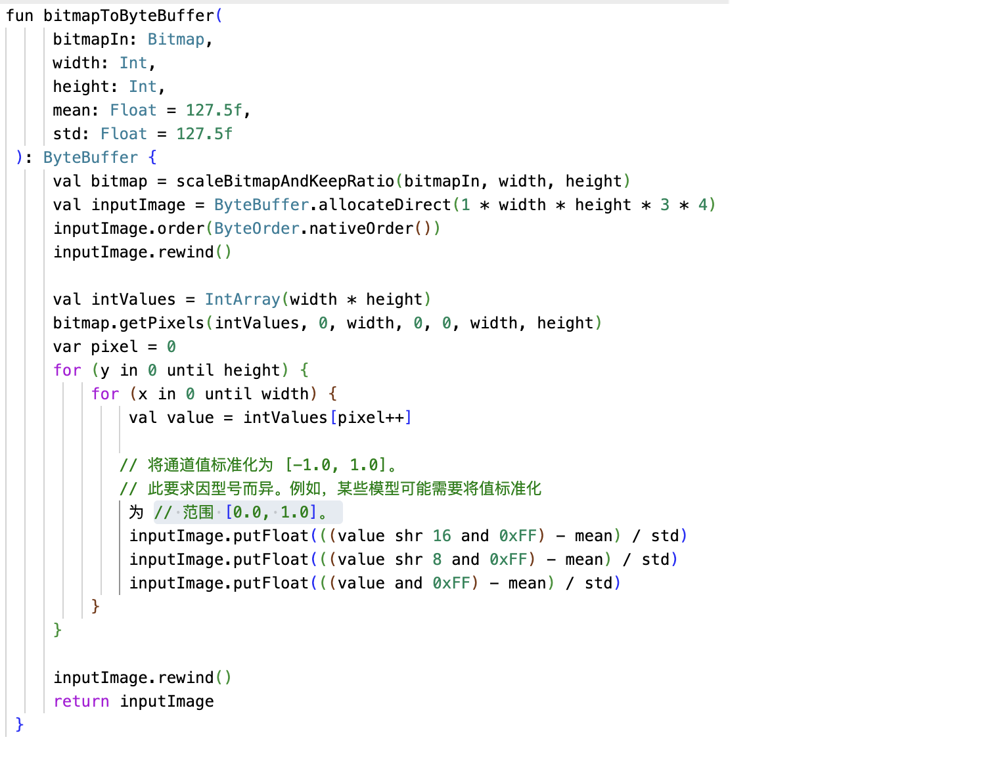 fun bitmapToByteBuffer(
bitmapIn: Bitmap,
width: Int,
height: Int,
mean: Float = 127.5f,
std: Float = 127.5f
): ByteBuffer {
val bitmap = scaleBitmapAndKeepRatio(bitmapIn, width, height)
val inputImage = ByteBuffer.allocateDirect(1 * width * height * 3 * 4)
inputImage.order(ByteOrder.nativeOrder())
inputImage.rewind()
val intValues = IntArray(width * height)
bitmap.getPixels(intValues, 0, width, 0, 0, width, height)
var pixel = 0
for (y in 0 until height) {
for (x in 0 until width) {
val value = intValues[pixel++]
// 将通道值标准化为 [-1.0, 1.0]。
// 此要求因型号而异。例如，某些模型可能需要将值标准化
为 // 范围 [0.0, 1.0]。
inputImage.putFloat(((value shr 16 and 0xFF) - mean) / std)
inputImage.putFloat(((value shr 8 and 0xFF) - mean) / std)
inputImage.putFloat(((value and 0xFF) - mean) / std)
}
}
inputImage.rewind()
return inputImage
}